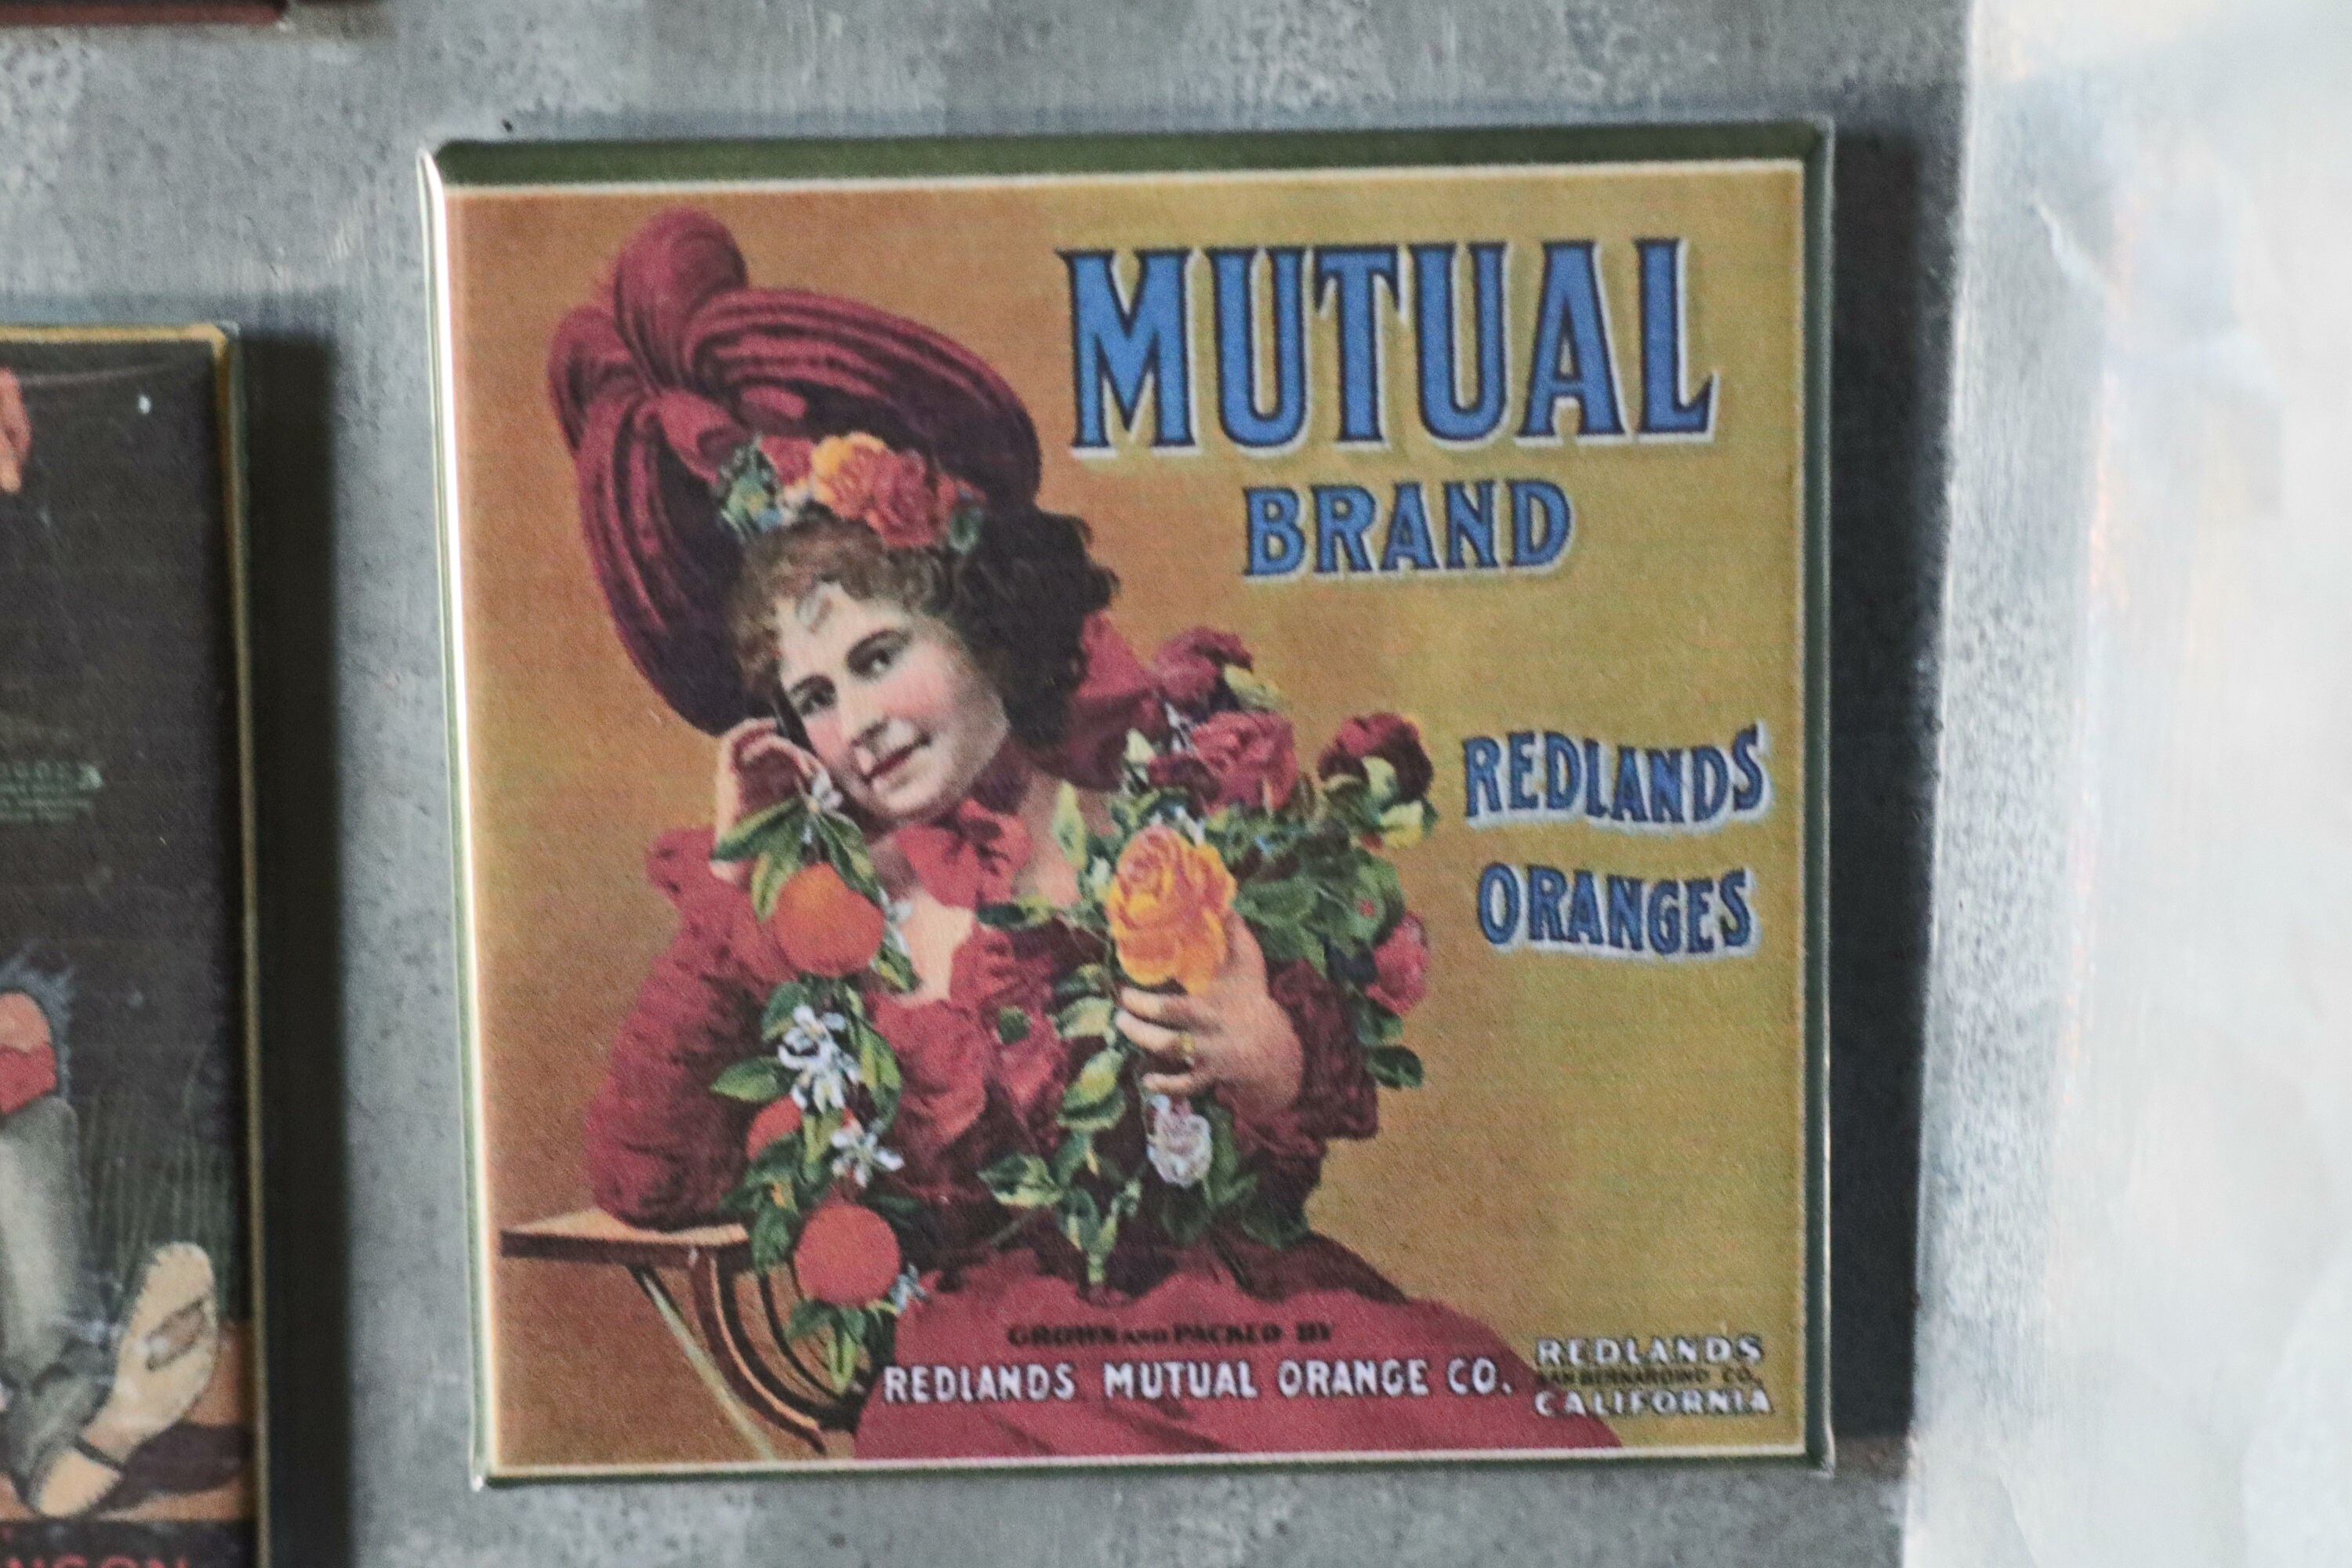 MUTUAL
BRAND
REDLANDS
ORANGES
GROWN AND PACKED BY
REDLANDS MUTUAL ORANGE CO.
REDLANDS
SAN BERNARDINO CO.,
CALIFORNIA